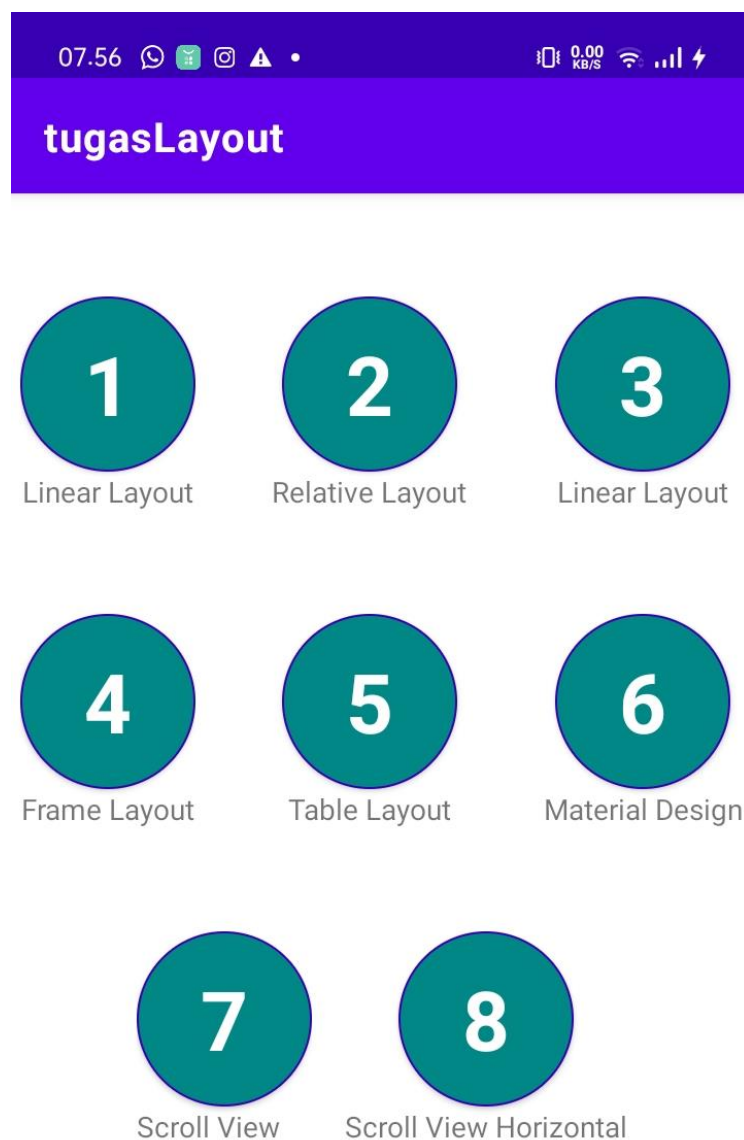 07.56 0.00 KB/S
tugasLayout
1 2 3
Linear Layout Relative Layout Linear Layout
4 5 6
Frame Layout Table Layout Material Design
7 8
Scroll View Scroll View Horizontal